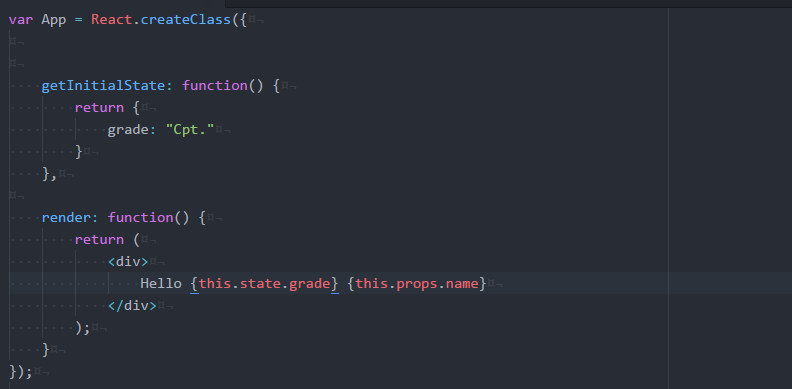 var App = React.createClass({
getInitialState: function() {
return {
grade: "Cpt."
}
},
render: function() {
return (
<div>
Hello {this.state.grade} {this.props.name}
</div>
);
}
});